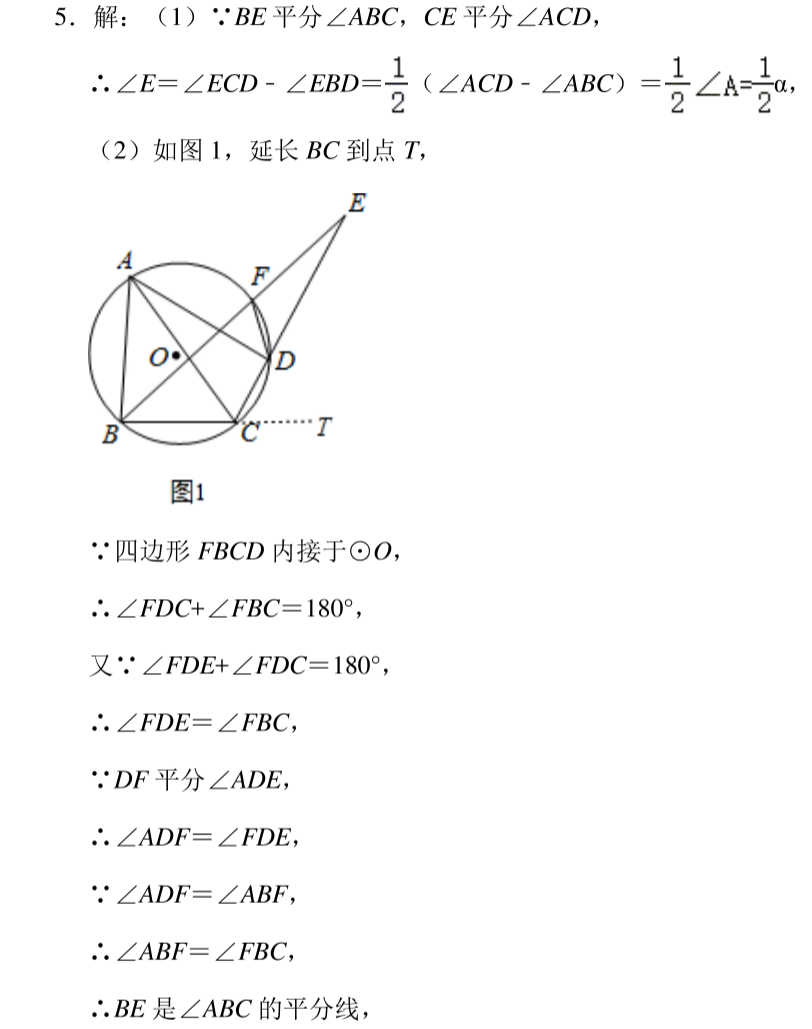 5．解：（1）∵BE 平分∠ABC，CE 平分∠ACD，
∴∠E＝∠ECD﹣∠EBD＝1/2（∠ACD﹣∠ABC）＝1/2∠A=1/2α，
（2）如图 1，延长 BC 到点 T，
E
A
F
O
D
B
C
T
图1
∵四边形 FBCD 内接于⊙O，
∴∠FDC+∠FBC＝180°，
又∵∠FDE+∠FDC＝180°，
∴∠FDE＝∠FBC，
∵DF 平分∠ADE，
∴∠ADF＝∠FDE，
∵∠ADF＝∠ABF，
∴∠ABF＝∠FBC，
∴BE 是∠ABC 的平分线，